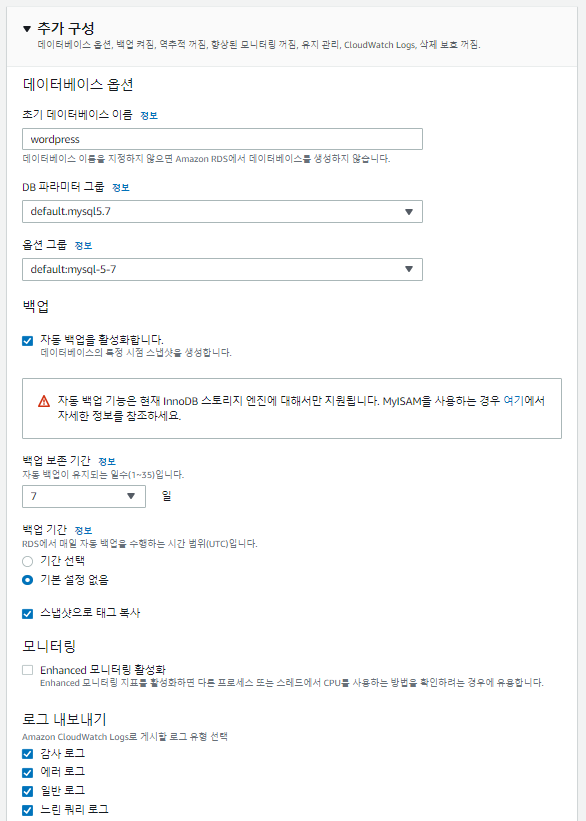 추가 구성
데이터베이스 옵션, 백업 켜짐, 역추적 꺼짐, 향상된 모니터링 꺼짐, 유지 관리, CloudWatch Logs, 삭제 보호 꺼짐.
데이터베이스 옵션
초기 데이터베이스 이름 정보
wordpress
데이터베이스 이름을 지정하지 않으면 Amazon RDS에서 데이터베이스를 생성하지 않습니다.
DB 파라미터 그룹 정보
default.mysql5.7
옵션 그룹 정보
default:mysql-5-7
백업
자동 백업을 활성화합니다.
데이터베이스의 특정 시점 스냅샷을 생성합니다.
자동 백업 기능은 현재 InnoDB 스토리지 엔진에 대해서만 지원됩니다. MyISAM을 사용하는 경우 여기에서
자세한 정보를 참조하세요.
백업 보존 기간 정보
자동 백업이 유지되는 일수(1~35)입니다.
7 일
백업 기간 정보
RDS에서 매일 자동 백업을 수행하는 시간 범위(UTC)입니다.
기간 선택
기본 설정 없음
스냅샷으로 태그 복사
모니터링
Enhanced 모니터링 활성화
Enhanced 모니터링 지표를 활성화하면 다른 프로세스 또는 스레드에서 CPU를 사용하는 방법을 확인하려는 경우에 유용합니다.
로그 내보내기
Amazon CloudWatch Logs로 게시할 로그 유형 선택
감사 로그
에러 로그
일반 로그
느린 쿼리 로그